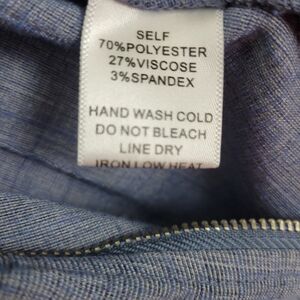 SELF
70%POLYESTER
27%VISCOSE
3%SPANDEX
HAND WASH COLD
DO NOT BLEACH
LINE DRY
IRON LOW HEAT